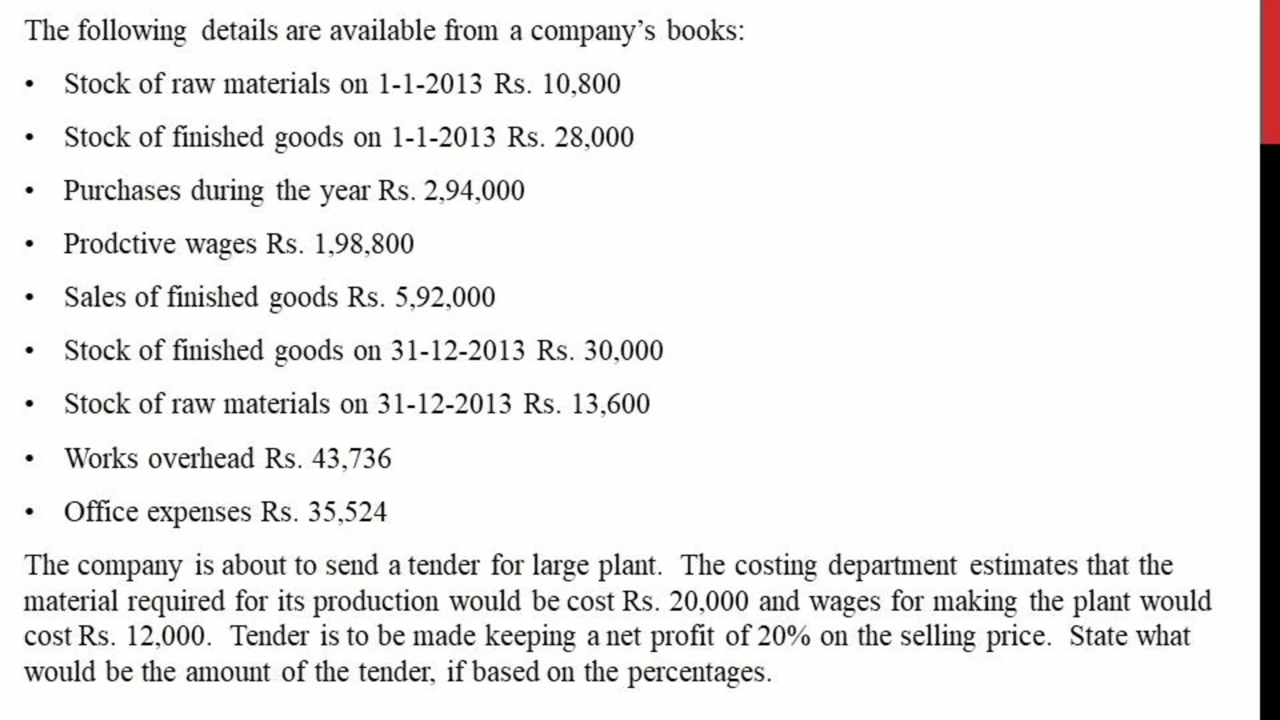 The following details are available from a company's books:
• Stock of raw materials on 1-1-2013 Rs. 10,800
• Stock of finished goods on 1-1-2013 Rs. 28,000
• Purchases during the year Rs. 2,94,000
• Prodctive wages Rs. 1,98,800
• Sales of finished goods Rs. 5,92,000
• Stock of finished goods on 31-12-2013 Rs. 30,000
• Stock of raw materials on 31-12-2013 Rs. 13,600
• Works overhead Rs. 43,736
• Office expenses Rs. 35,524
The company is about to send a tender for large plant. The costing department estimates that the
material required for its production would be cost Rs. 20,000 and wages for making the plant would
cost Rs. 12,000. Tender is to be made keeping a net profit of 20% on the selling price. State what
would be the amount of the tender, if based on the percentages.